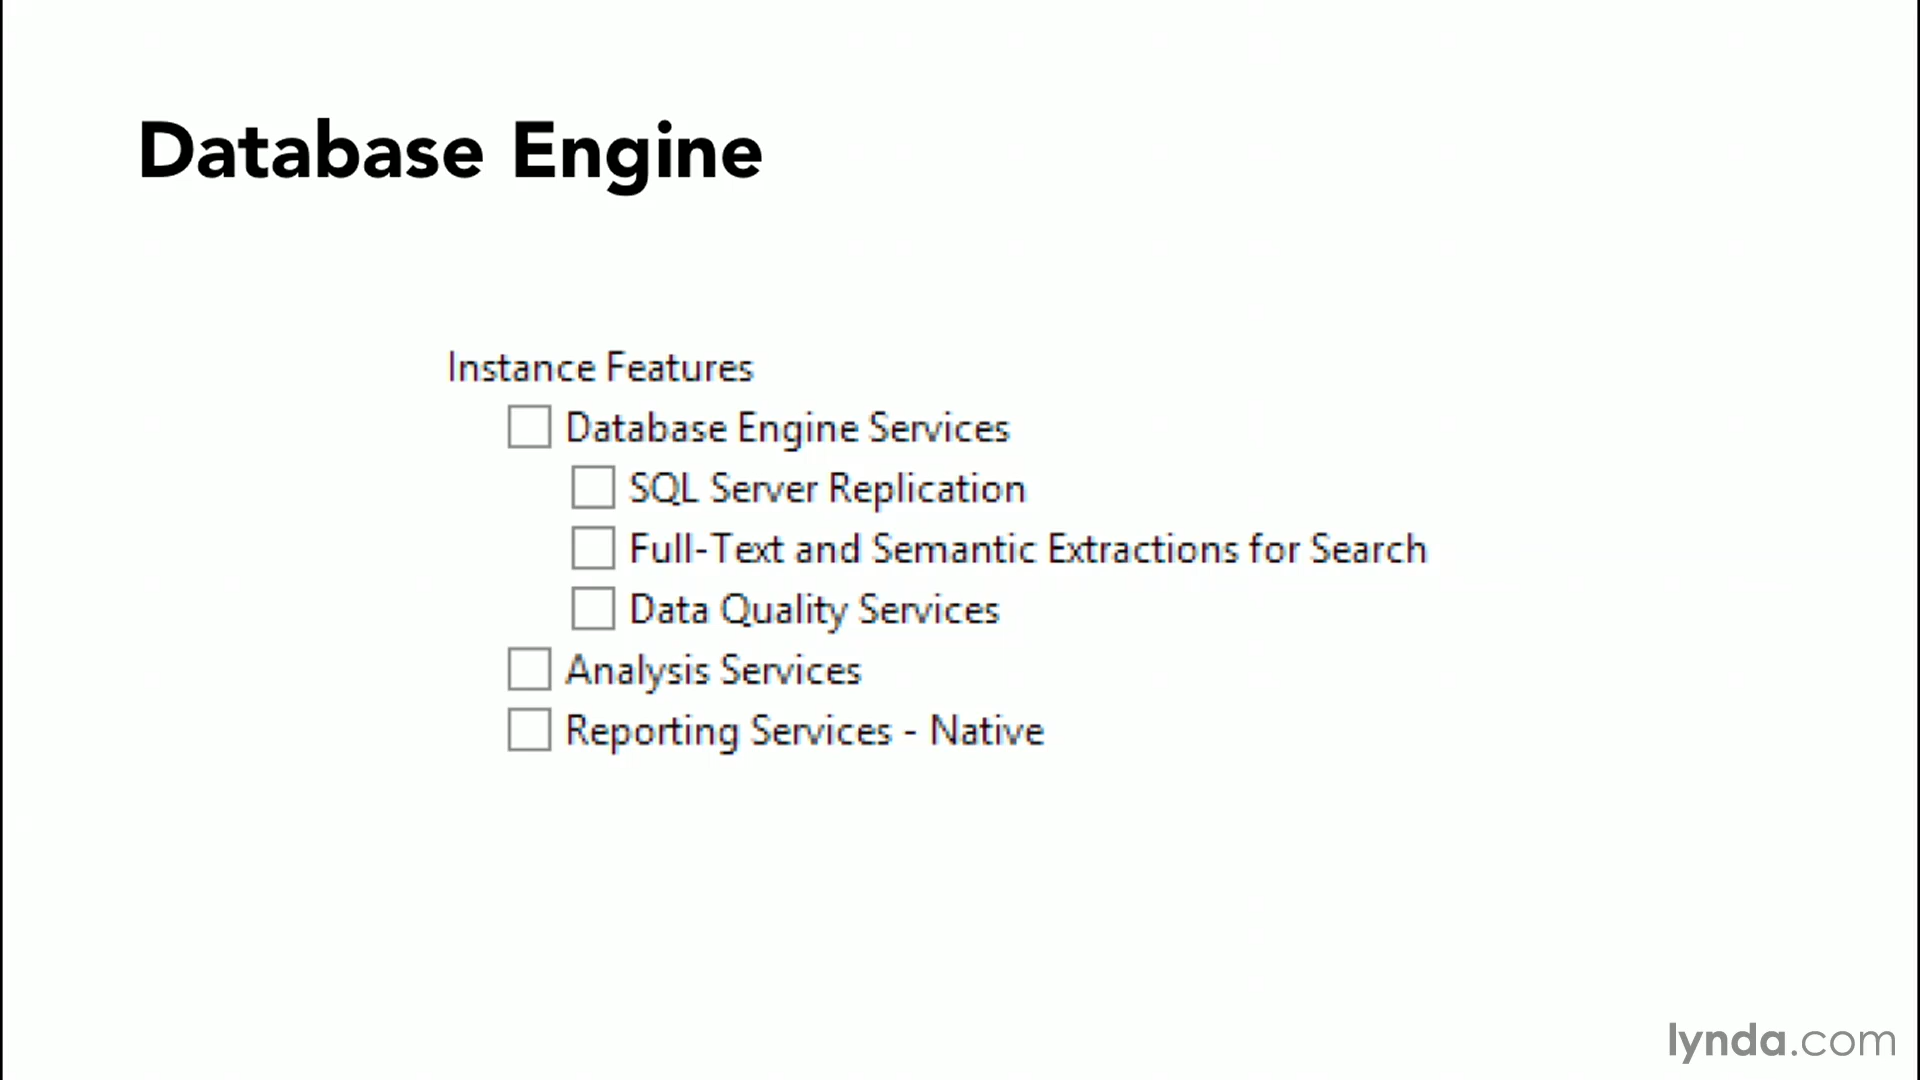 Database Engine
Instance Features
Database Engine Services
SQL Server Replication
Full-Text and Semantic Extractions for Search
Data Quality Services
Analysis Services
Reporting Services - Native
lynda.com